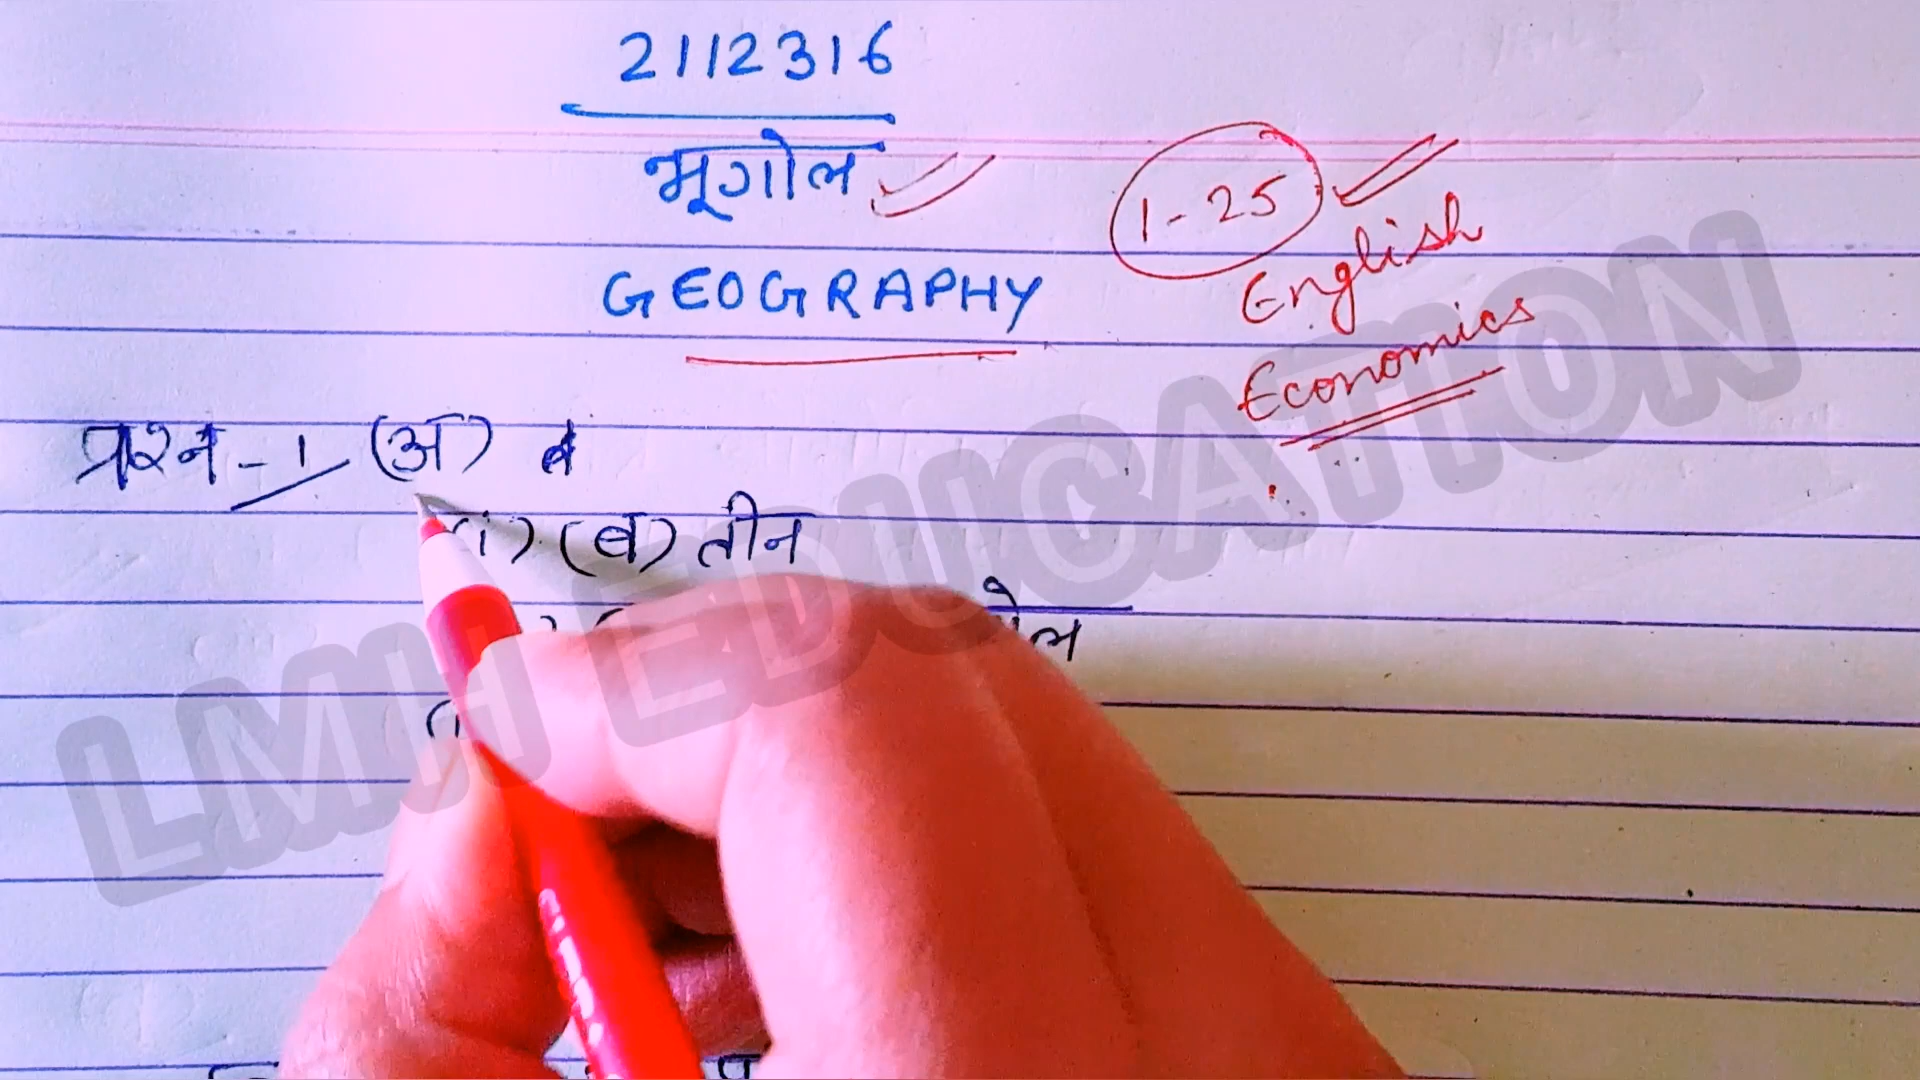 2112316
भूगोल
1-25
English
GEOGRAPHY
Economics
प्रश्न-1 (अ)
(i) (ब) तीन
LMH EDUCATION